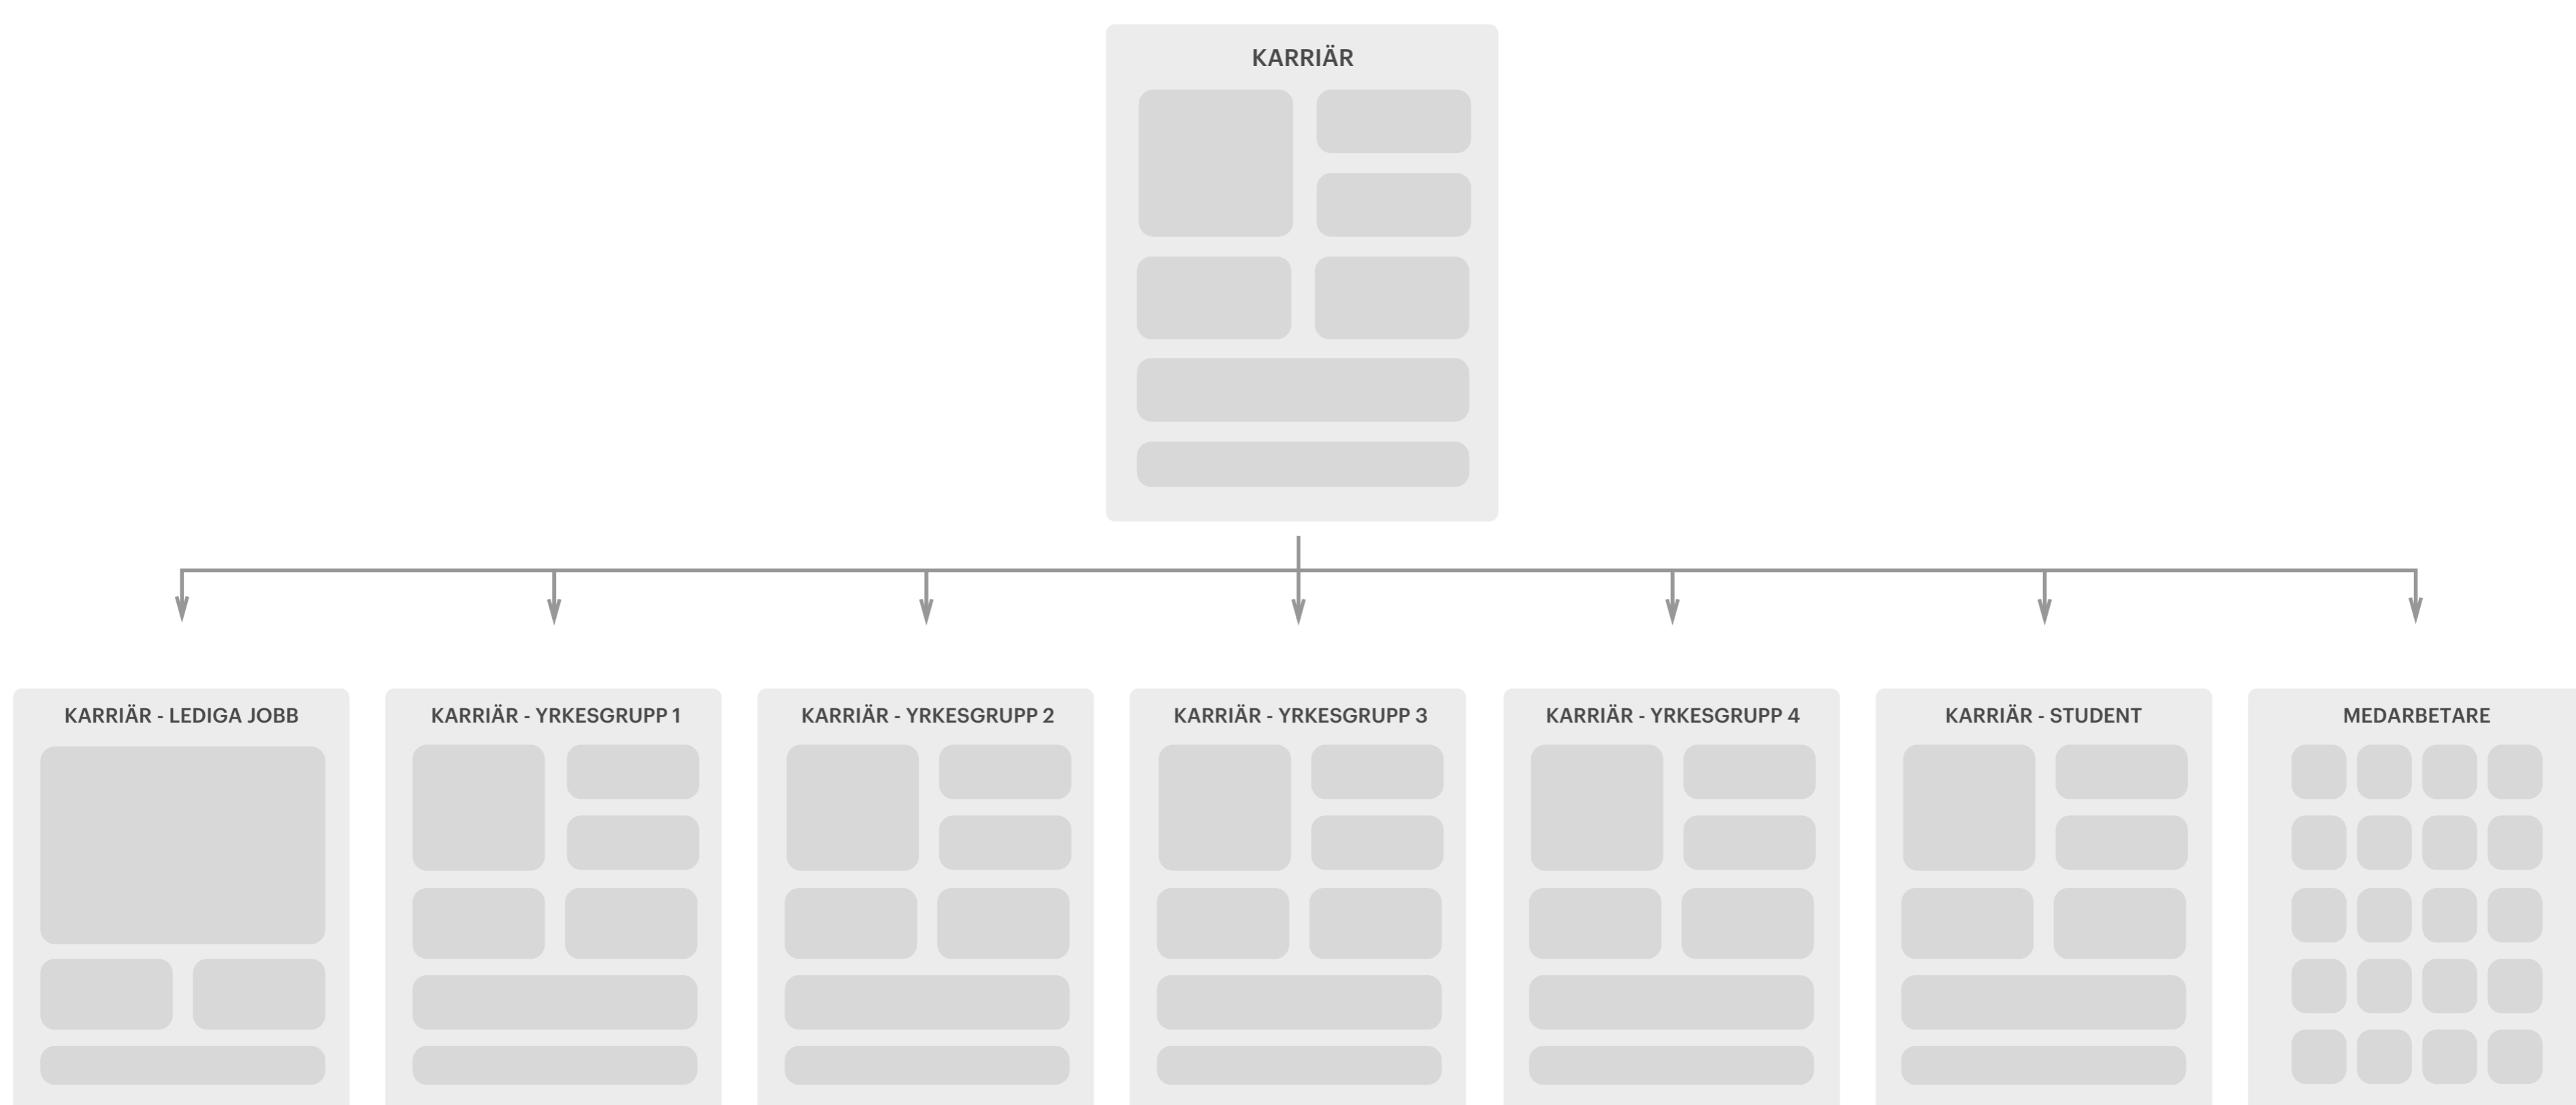 KARRIÄR
KARRIÄR - LEDIGA JOBB
KARRIÄR - YRKESGRUPP 1
KARRIÄR - YRKESGRUPP 2
KARRIÄR - YRKESGRUPP 3
KARRIÄR - YRKESGRUPP 4
KARRIÄR - STUDENT
MEDARBETARE